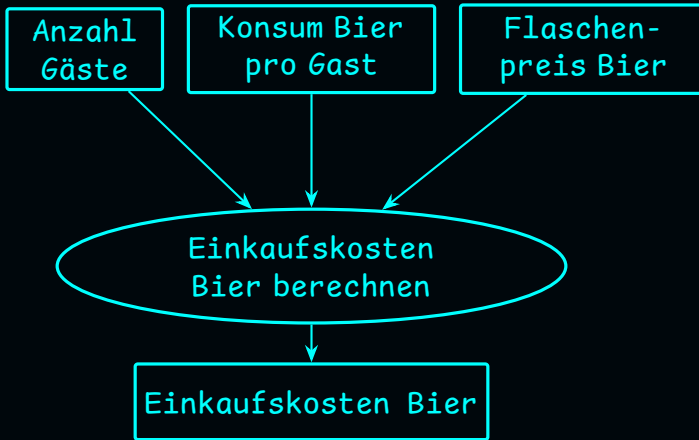 Anzahl
Gäste
Konsum Bier
pro Gast
Flaschen-
preis Bier
Einkaufskosten
Bier berechnen
Einkaufskosten Bier